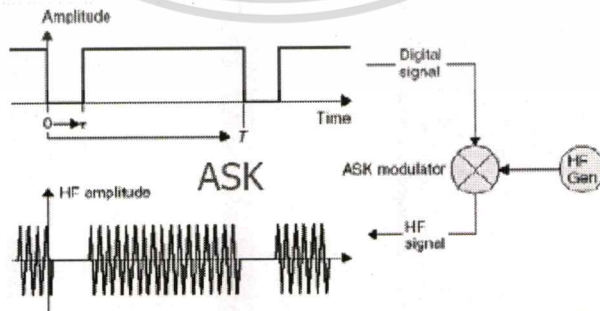 Amplitude
Digital
signal
0
τ
T
Time
ASK
ASK modulator
HF
Gen.
HF amplitude
HF
signal